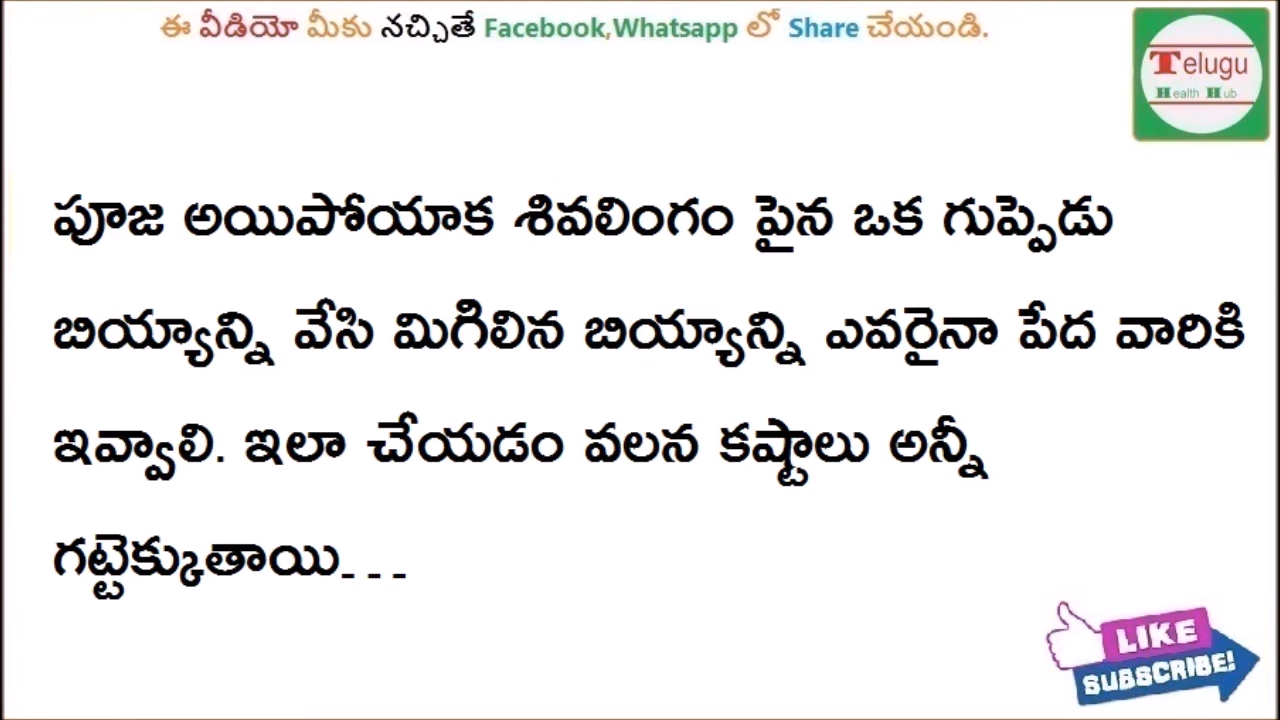 ఈ వీడియో మీకు నచ్చితే Facebook,Whatsapp లో Share చేయండి.
Telugu
Health Hub
పూజ అయిపోయాక శివలింగం పైన ఒక గుప్పెడు
బియ్యాన్ని వేసి మిగిలిన బియ్యాన్ని ఎవరైనా పేద వారికి
ఇవ్వాలి. ఇలా చేయడం వలన కష్టాలు అన్నీ
గట్టెక్కుతాయి---
LIKE
SUBSCRIBE!